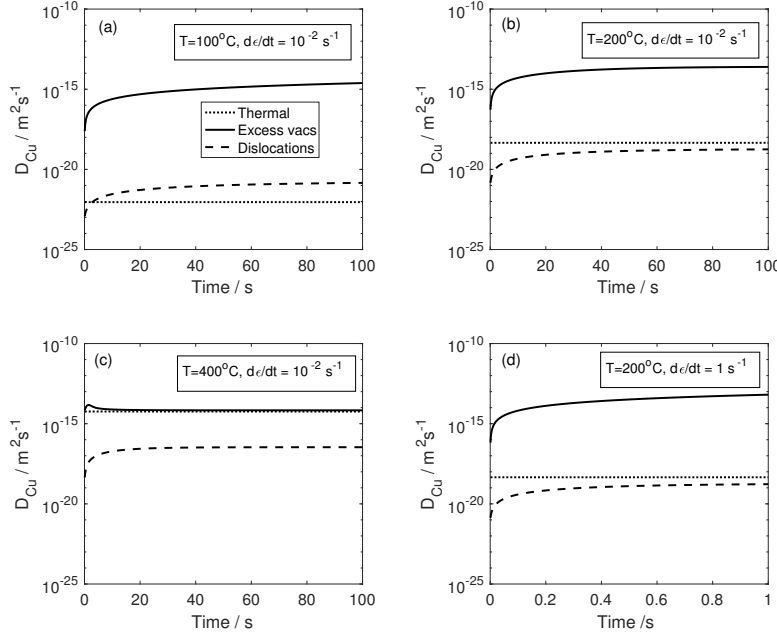 (a)
T=100°C, dϵ/dt = 10⁻² s⁻¹
10⁻¹⁰
10⁻¹⁵
10⁻²⁰
10⁻²⁵
D_Cu / m²s⁻¹
Thermal
Excess vacs
Dislocations
0 20 40 60 80 100
Time / s
(b)
T=200°C, dϵ/dt = 10⁻² s⁻¹
10⁻¹⁰
10⁻¹⁵
10⁻²⁰
10⁻²⁵
D_Cu / m²s⁻¹
0 20 40 60 80 100
Time / s
(c)
T=400°C, dϵ/dt = 10⁻² s⁻¹
10⁻¹⁰
10⁻¹⁵
10⁻²⁰
10⁻²⁵
D_Cu / m²s⁻¹
0 20 40 60 80 100
Time / s
(d)
T=200°C, dϵ/dt = 1 s⁻¹
10⁻¹⁰
10⁻¹⁵
10⁻²⁰
10⁻²⁵
D_Cu / m²s⁻¹
0 0.2 0.4 0.6 0.8 1
Time /s